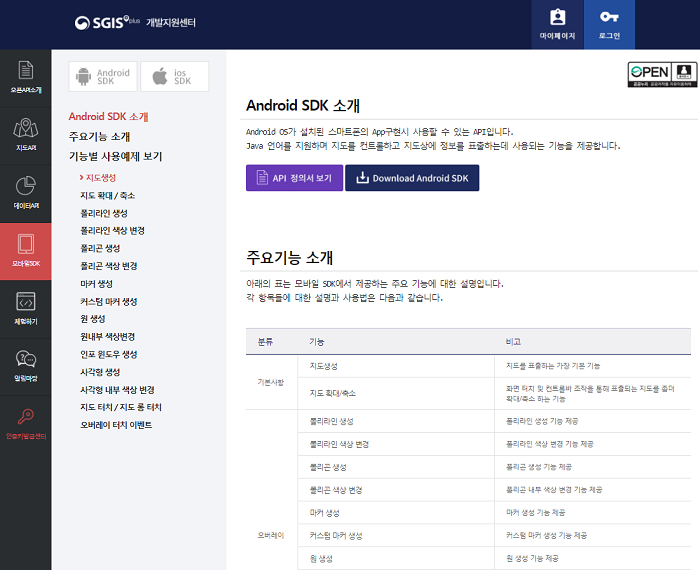 SGIS plus 개발지원센터
마이페이지
로그인
오픈API소개
지도API
데이터API
모바일SDK
체험하기
알림마당
인증키발급센터
Android SDK
ios SDK
Android SDK 소개
주요기능 소개
기능별 사용예제 보기
지도생성
지도 확대 / 축소
폴리라인 생성
폴리라인 색상 변경
폴리곤 생성
폴리곤 색상 변경
마커 생성
커스텀 마커 생성
원 생성
원내부 색상변경
인포 윈도우 생성
사각형 생성
사각형 내부 색상 변경
지도 터치 / 지도 롱 터치
오버레이 터치 이벤트
OPEN
Android SDK 소개
Android OS가 설치된 스마트폰의 App구현시 사용할 수 있는 API입니다.
Java 언어를 지원하며 지도를 컨트롤하고 지도상에 정보를 표출하는데 사용되는 기능을 제공합니다.
API 정의서 보기
Download Android SDK
주요기능 소개
아래의 표는 모바일 SDK에서 제공하는 주요 기능에 대한 설명입니다.
각 항목들에 대한 설명과 사용법은 다음과 같습니다.
분류 기능 비고
기본사항
지도생성 지도를 표출하는 가장 기본 기능
지도 확대/축소 화면 터치 및 컨트롤바 조작을 통해 표출되는 지도를 줌며
확대/축소 하는 기능
오버레이
폴리라인 생성 폴리라인 생성 기능 제공
폴리라인 색상 변경 폴리라인 색상 변경 기능 제공
폴리곤 생성 폴리곤 생성 기능 제공
폴리곤 색상 변경 폴리곤 내부 색상 변경 기능 제공
마커 생성 마커 생성 기능 제공
커스텀 마커 생성 커스텀 마커 생성 기능 제공
원 생성 원 생성 기능 제공